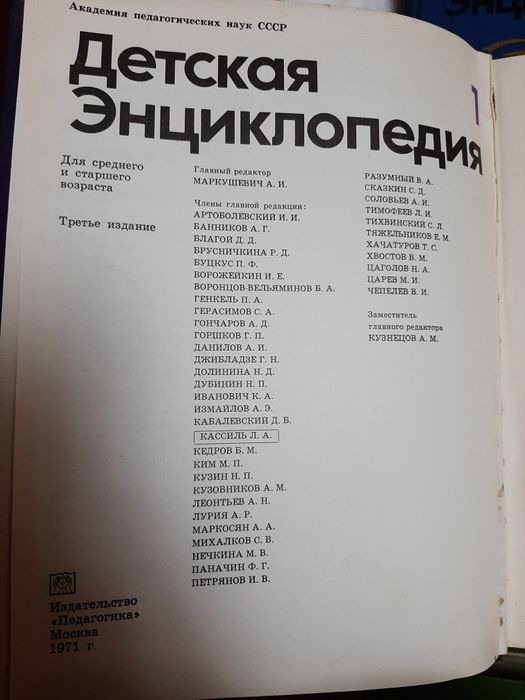 Академия педагогических наук СССР
Детская
Энциклопедия
1
Для среднего
и старшего
возраста
Третье издание
Главный редактор
МАРКУШЕВИЧ А. И.
Члены главной редакции:
АРТОБОЛЕВСКИЙ И. И.
БАННИКОВ А. Г.
БЛАГОЙ Д. Д.
БРУСНИЧКИНА Р. Д.
БУЦКУС П. Ф.
ВОРОЖЕЙКИН И. Е.
ВОРОНЦОВ-ВЕЛЬЯМИНОВ Б. А.
ГЕНКЕЛЬ П. А.
ГЕРАСИМОВ С. А.
ГОНЧАРОВ А. Д.
ГОРШКОВ Г. П.
ДАНИЛОВ А. И.
ДЖИБЛАДЗЕ Г. Н.
ДОЛИНИНА Н. Д.
ДУБИНИН Н. П.
ИВАНОВИЧ К. А.
ИЗМАЙЛОВ А. Э.
КАБАЛЕВСКИЙ Д. Б.
КАССИЛЬ Л. А.
КЕДРОВ Б. М.
КИМ М. П.
КУЗИН Н. П.
КУЗОВНИКОВ А. М.
ЛЕОНТЬЕВ А. Н.
ЛУРИЯ А. Р.
МАРКОСЯН А. А.
МИХАЛКОВ С. В.
НЕЧКИНА М. В.
ПАНАЧИН Ф. Г.
ПЕТРЯНОВ И. В.
РАЗУМНЫЙ В. А.
СКАЗКИН С. Д.
СОЛОВЬЕВ А. И.
ТИМОФЕЕВ Л. И.
ТИХВИНСКИЙ С. Л.
ТЯЖЕЛЬНИКОВ Е. М.
ХАЧАТУРОВ Т. С.
ХВОСТОВ В. М.
ЦАГОЛОВ Н. А.
ЦАРЕВ М. И.
ЧЕПЕЛЕВ В. И.
Заместитель
главного редактора
КУЗНЕЦОВ А. М.
Издательство
«Педагогика»
Москва
1971 г.